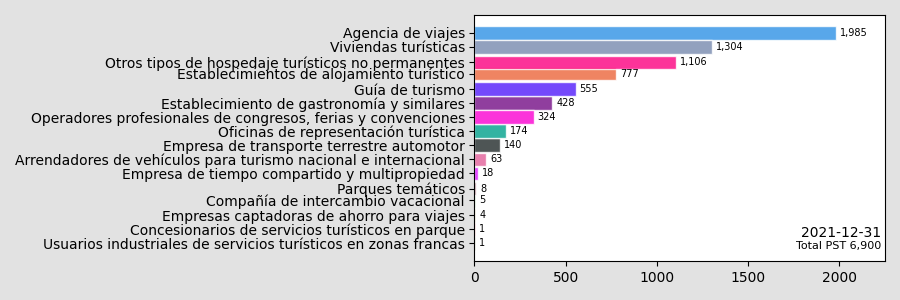 Agencia de viajes 1,985
Viviendas turísticas 1,304
Otros tipos de hospedaje turísticos no permanentes 1,106
Establecimientos de alojamiento turístico 777
Guía de turismo 555
Establecimiento de gastronomía y similares 428
Operadores profesionales de congresos, ferias y convenciones 324
Oficinas de representación turística 174
Empresa de transporte terrestre automotor 140
Arrendadores de vehículos para turismo nacional e internacional 63
Empresa de tiempo compartido y multipropiedad 18
Parques temáticos 8
Compañía de intercambio vacacional 5
Empresas captadoras de ahorro para viajes 4
Concesionarios de servicios turísticos en parque 1
Usuarios industriales de servicios turísticos en zonas francas 1
2021-12-31
Total PST 6,900
0 500 1000 1500 2000